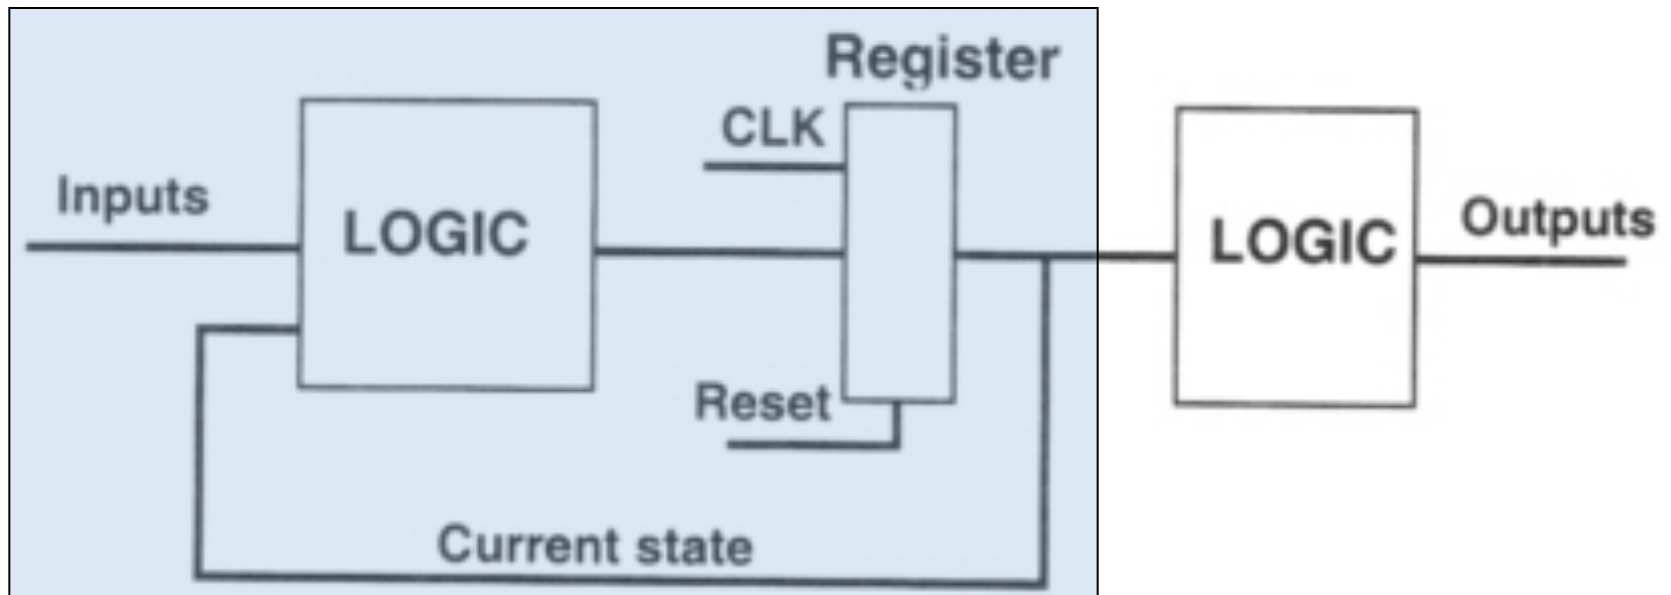 Register
CLK
Inputs
LOGIC
LOGIC
Outputs
Reset
Current state